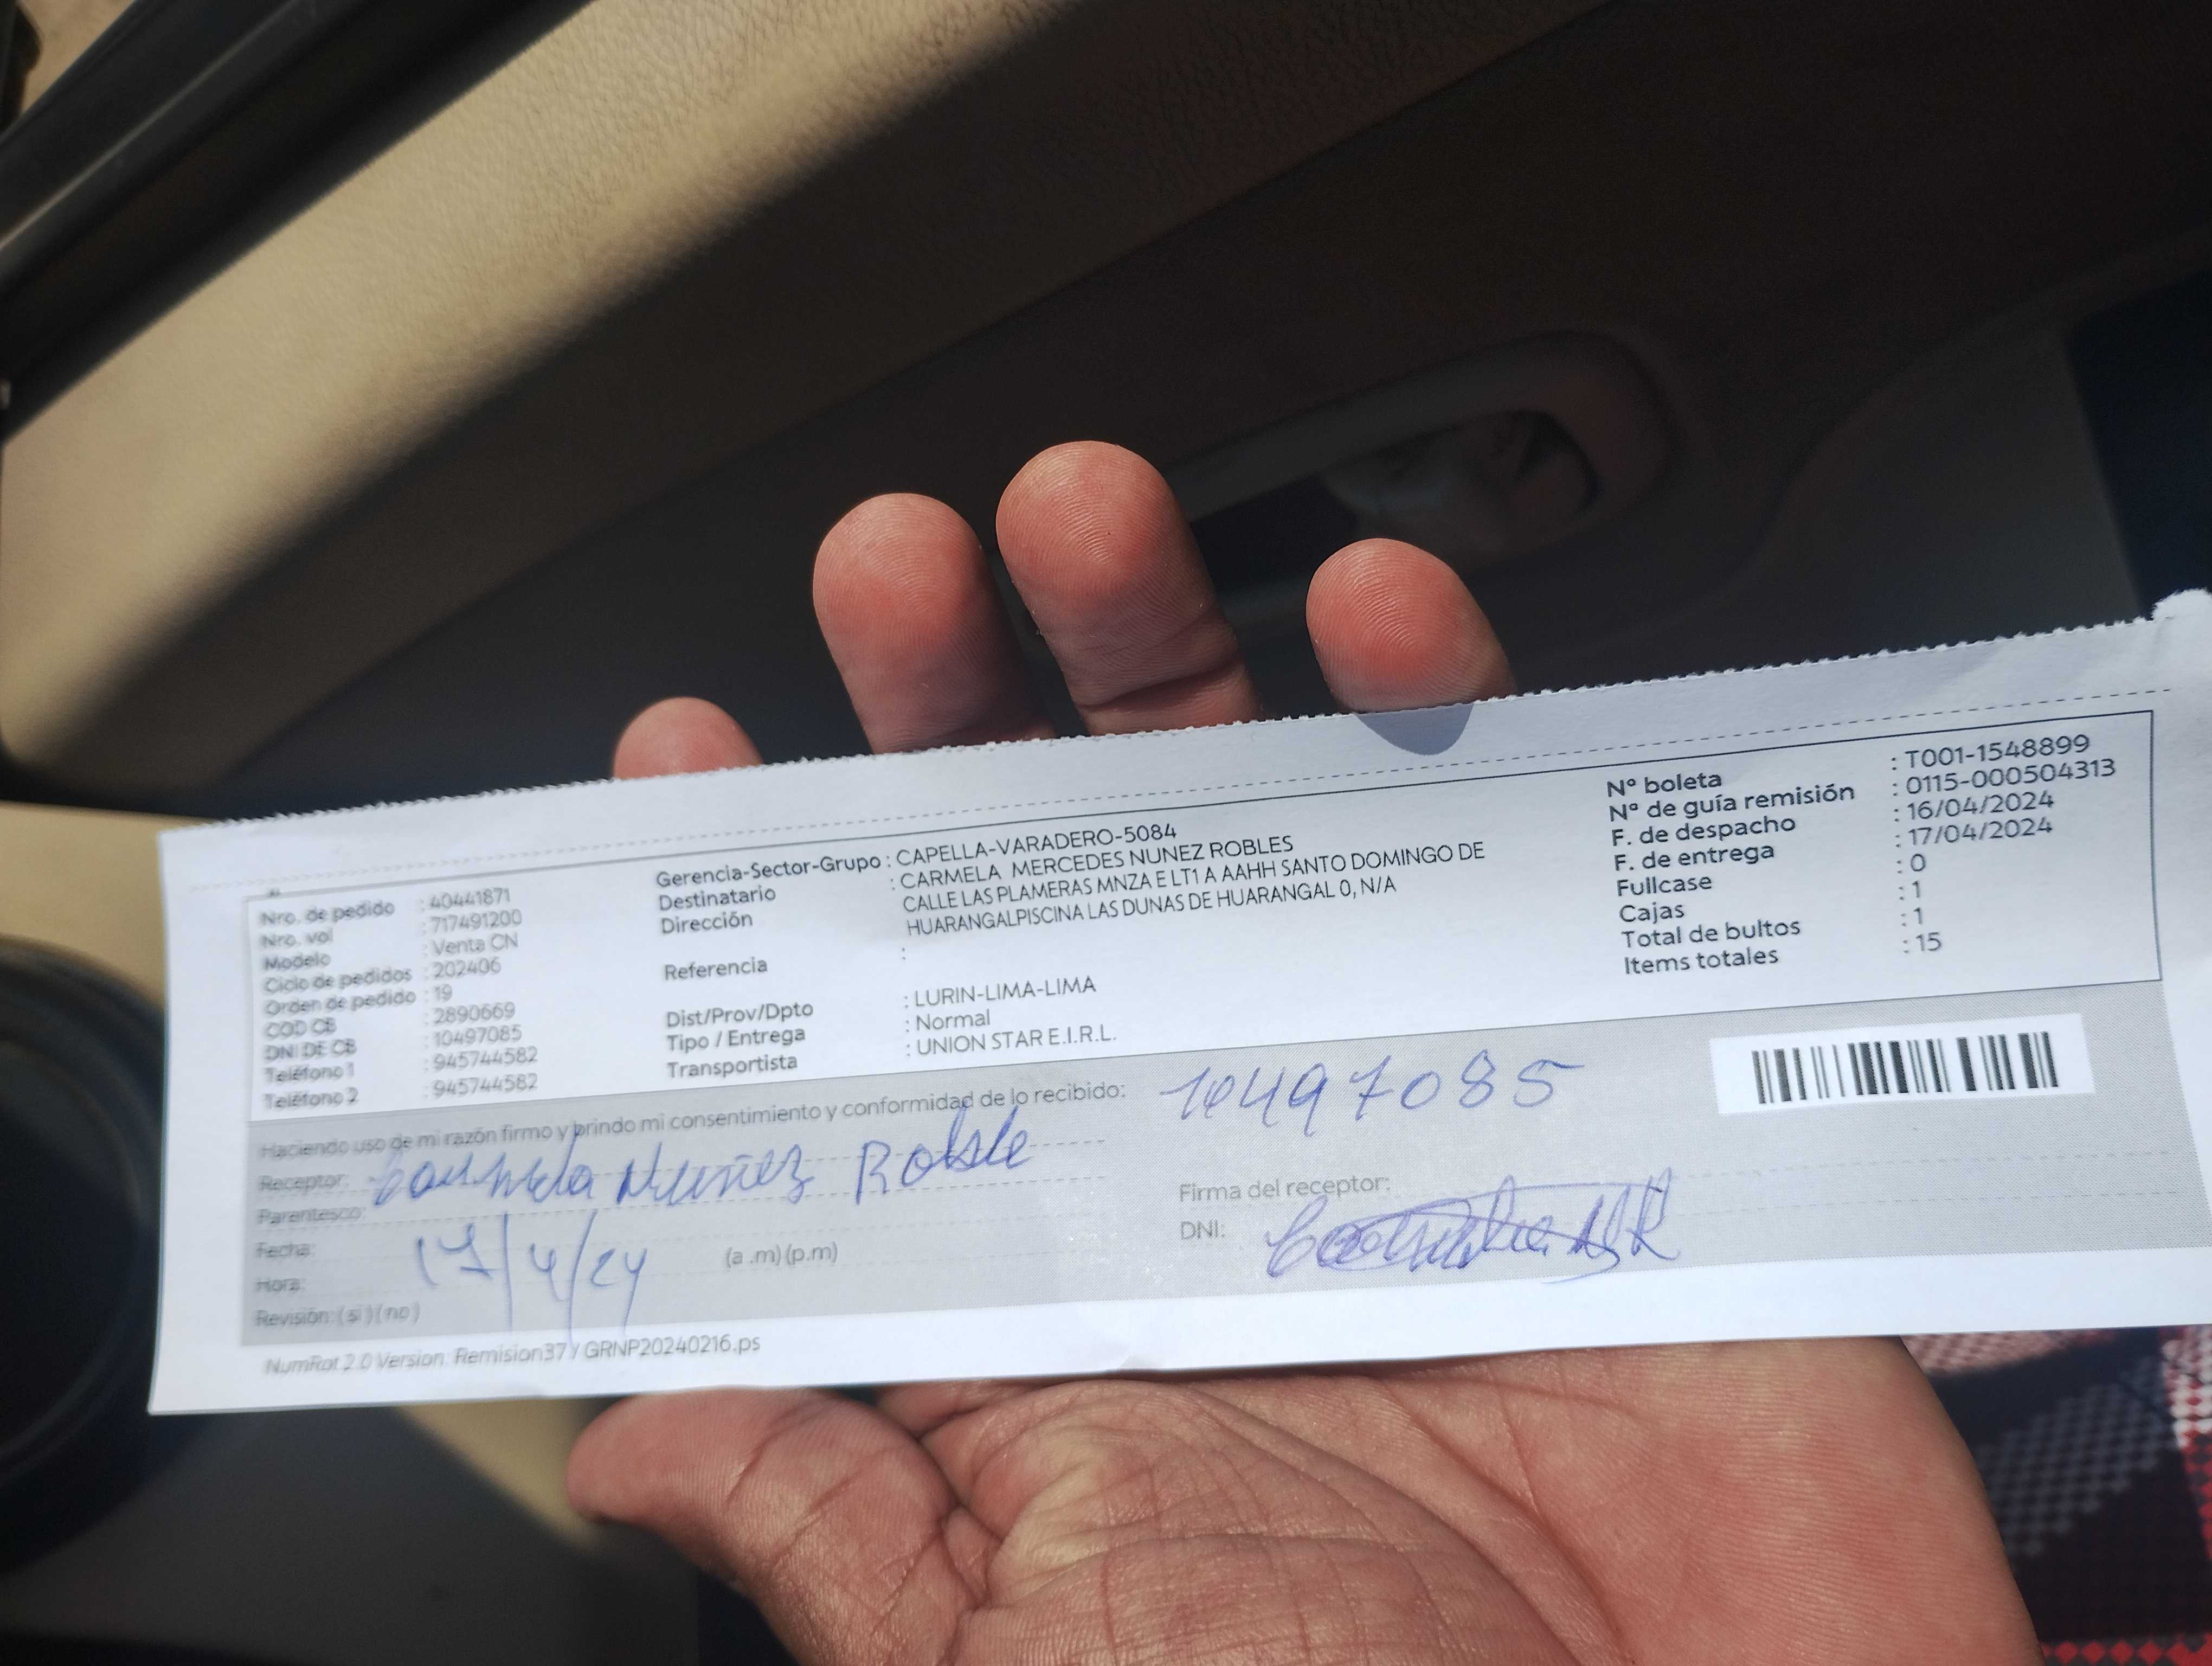 Nro. de pedido : 40441871
Nro. vol : 717491200
Modelo : Venta CN
Ciclo de pedidos : 202406
Orden de pedido : 19
COD CB : 2890669
DNI DE CB : 10497085
Teléfono 1 : 945744582
Teléfono 2 : 945744582
Gerencia-Sector-Grupo : CAPELLA-VARADERO-5084
Destinatario : CARMELA MERCEDES NUNEZ ROBLES
Dirección : CALLE LAS PLAMERAS MNZA E LT1 A AAHH SANTO DOMINGO DE
HUARANGALPISCINA LAS DUNAS DE HUARANGAL 0, N/A
Referencia :
Dist/Prov/Dpto : LURIN-LIMA-LIMA
Tipo / Entrega : Normal
Transportista : UNION STAR E.I.R.L.
Nº boleta : T001-1548899
Nº de guía remisión : 0115-000504313
F. de despacho : 16/04/2024
F. de entrega : 17/04/2024
Fullcase : 0
Cajas : 1
Total de bultos : 1
Items totales : 15
Haciendo uso de mi razón firmo y brindo mi consentimiento y conformidad de lo recibido: 10497085
Receptor: Carmela Nuñez Roble
Parentesco:
Fecha: 17/4/24
Hora: (a .m) (p.m)
Revisión: ( si ) ( no )
Firma del receptor:
DNI:
NumRot 2.0 Version: Remision37 / GRNP20240216.ps